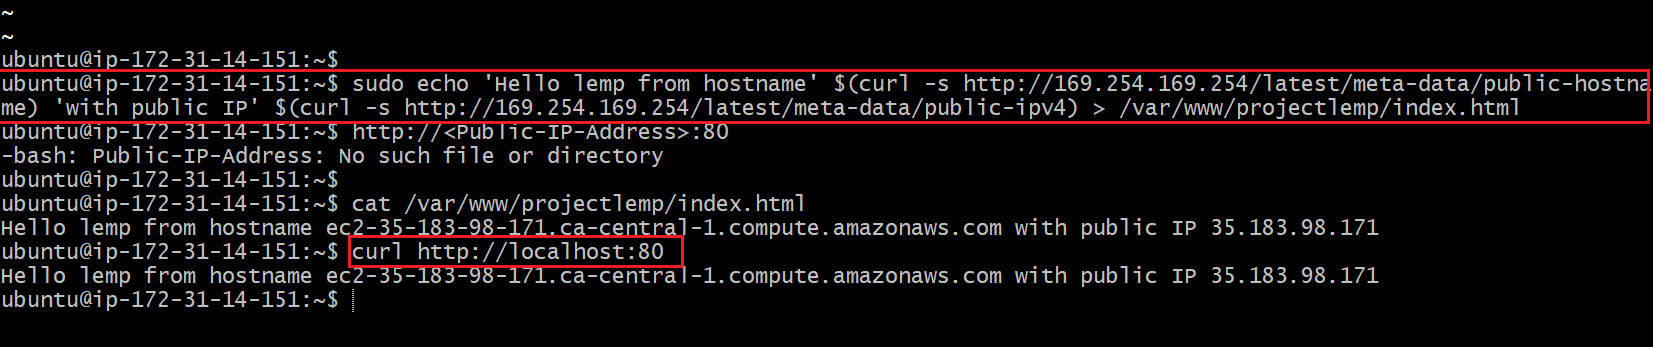 ~
~
ubuntu@ip-172-31-14-151:~$
ubuntu@ip-172-31-14-151:~$ sudo echo 'Hello lemp from hostname' $(curl -s http://169.254.169.254/latest/meta-data/public-hostna
me) 'with public IP' $(curl -s http://169.254.169.254/latest/meta-data/public-ipv4) > /var/www/projectlemp/index.html
ubuntu@ip-172-31-14-151:~$ http://<Public-IP-Address>:80
-bash: Public-IP-Address: No such file or directory
ubuntu@ip-172-31-14-151:~$
ubuntu@ip-172-31-14-151:~$ cat /var/www/projectlemp/index.html
Hello lemp from hostname ec2-35-183-98-171.ca-central-1.compute.amazonaws.com with public IP 35.183.98.171
ubuntu@ip-172-31-14-151:~$ curl http://localhost:80
Hello lemp from hostname ec2-35-183-98-171.ca-central-1.compute.amazonaws.com with public IP 35.183.98.171
ubuntu@ip-172-31-14-151:~$